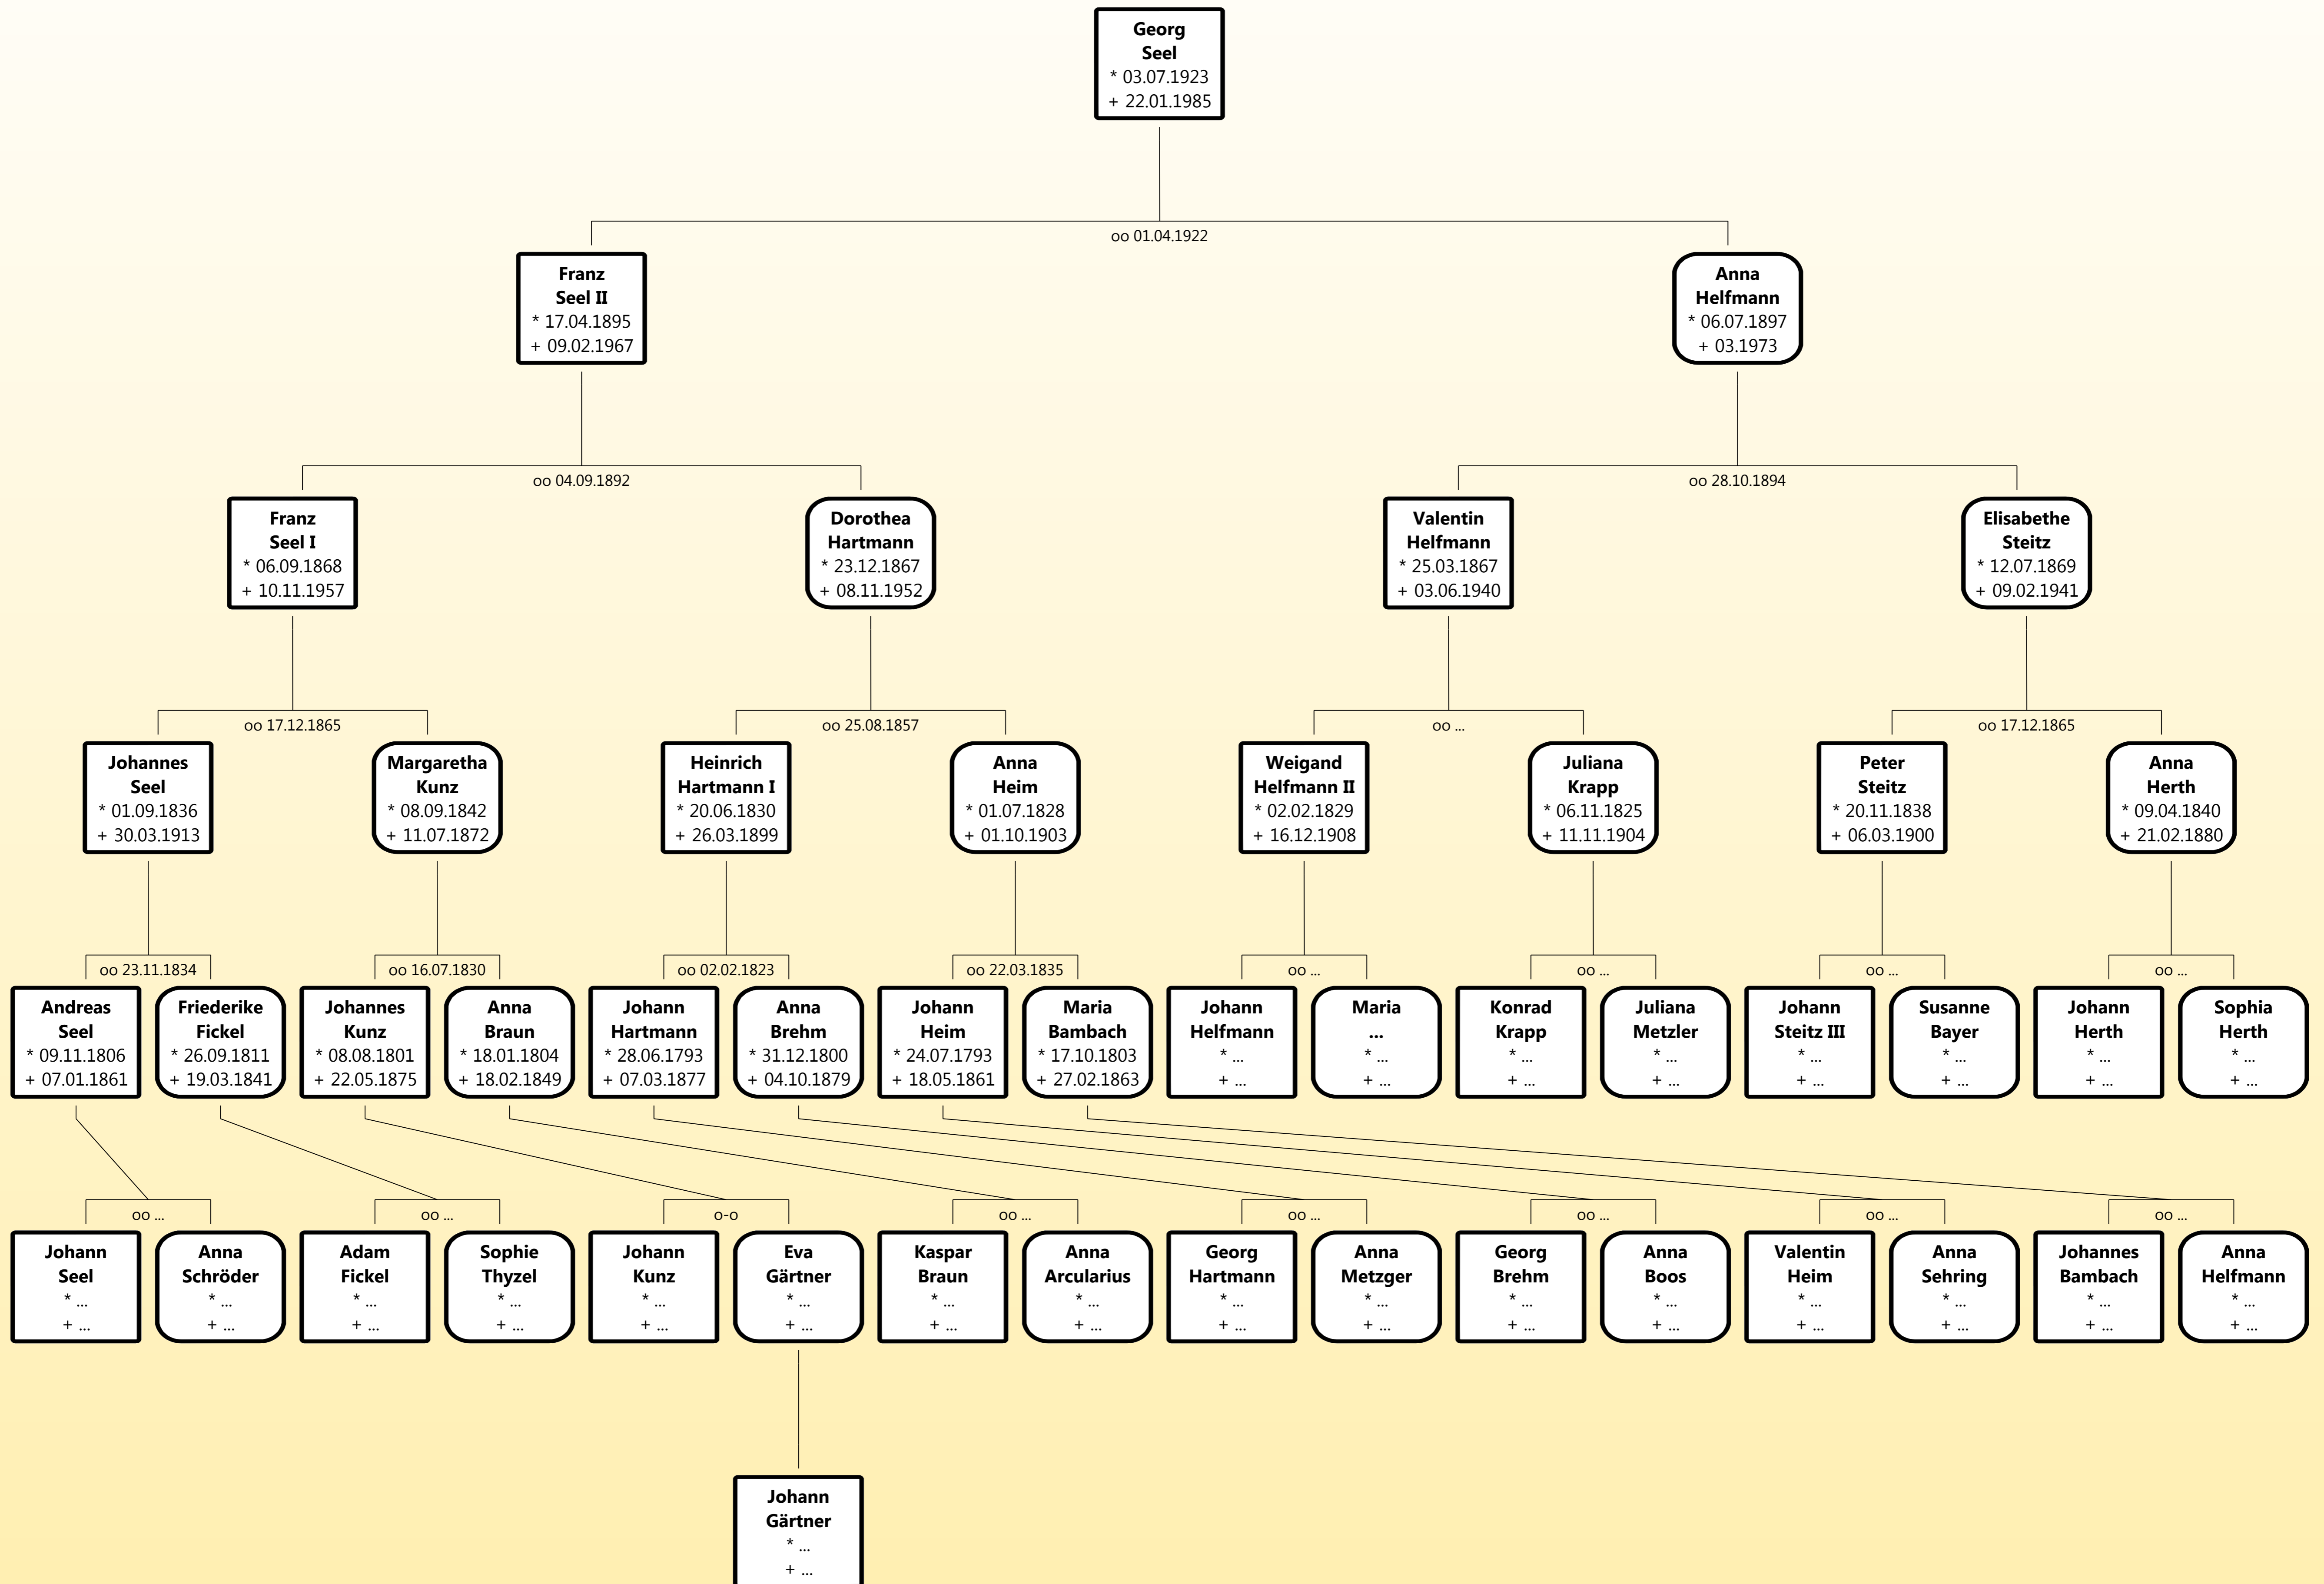 Georg
Seel
* 03.07.1923
+ 22.01.1985
oo 01.04.1922
Franz
Seel II
* 17.04.1895
+ 09.02.1967
Anna
Helfmann
* 06.07.1897
+ 03.1973
oo 04.09.1892
oo 28.10.1894
Franz
Seel I
* 06.09.1868
+ 10.11.1957
Dorothea
Hartmann
* 23.12.1867
+ 08.11.1952
Valentin
Helfmann
* 25.03.1867
+ 03.06.1940
Elisabethe
Steitz
* 12.07.1869
+ 09.02.1941
oo 17.12.1865
oo 25.08.1857
oo ...
oo 17.12.1865
Johannes
Seel
* 01.09.1836
+ 30.03.1913
Margaretha
Kunz
* 08.09.1842
+ 11.07.1872
Heinrich
Hartmann I
* 20.06.1830
+ 26.03.1899
Anna
Heim
* 01.07.1828
+ 01.10.1903
Weigand
Helfmann II
* 02.02.1829
+ 16.12.1908
Juliana
Krapp
* 06.11.1825
+ 11.11.1904
Peter
Steitz
* 20.11.1838
+ 06.03.1900
Anna
Herth
* 09.04.1840
+ 21.02.1880
oo 23.11.1834
oo 16.07.1830
oo 02.02.1823
oo 22.03.1835
oo ...
oo ...
oo ...
oo ...
Andreas
Seel
* 09.11.1806
+ 07.01.1861
Friederike
Fickel
* 26.09.1811
+ 19.03.1841
Johannes
Kunz
* 08.08.1801
+ 22.05.1875
Anna
Braun
* 18.01.1804
+ 18.02.1849
Johann
Hartmann
* 28.06.1793
+ 07.03.1877
Anna
Brehm
* 31.12.1800
+ 04.10.1879
Johann
Heim
* 24.07.1793
+ 18.05.1861
Maria
Bambach
* 17.10.1803
+ 27.02.1863
Johann
Helfmann
* ...
+ ...
Maria
...
* ...
+ ...
Konrad
Krapp
* ...
+ ...
Juliana
Metzler
* ...
+ ...
Johann
Steitz III
* ...
+ ...
Susanne
Bayer
* ...
+ ...
Johann
Herth
* ...
+ ...
Sophia
Herth
* ...
+ ...
oo ...
oo ...
o-o
oo ...
oo ...
oo ...
oo ...
oo ...
Johann
Seel
* ...
+ ...
Anna
Schröder
* ...
+ ...
Adam
Fickel
* ...
+ ...
Sophie
Thyzel
* ...
+ ...
Johann
Kunz
* ...
+ ...
Eva
Gärtner
* ...
+ ...
Kaspar
Braun
* ...
+ ...
Anna
Arcularius
* ...
+ ...
Georg
Hartmann
* ...
+ ...
Anna
Metzger
* ...
+ ...
Georg
Brehm
* ...
+ ...
Anna
Boos
* ...
+ ...
Valentin
Heim
* ...
+ ...
Anna
Sehring
* ...
+ ...
Johannes
Bambach
* ...
+ ...
Anna
Helfmann
* ...
+ ...
Johann
Gärtner
* ...
+ ...